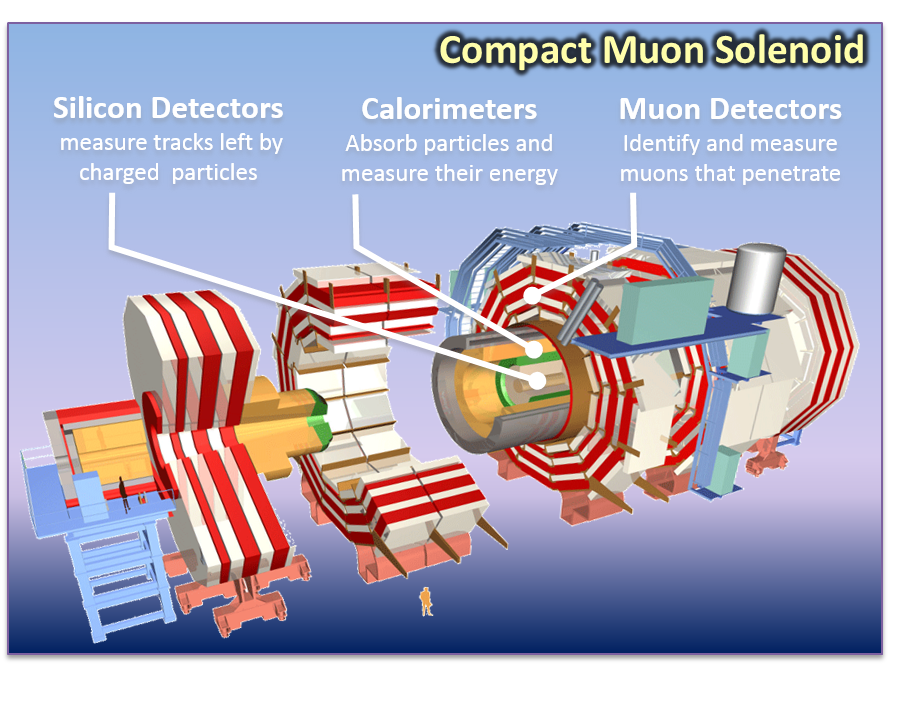 Compact Muon Solenoid
Silicon Detectors
measure tracks left by
charged particles
Calorimeters
Absorb particles and
measure their energy
Muon Detectors
Identify and measure
muons that penetrate